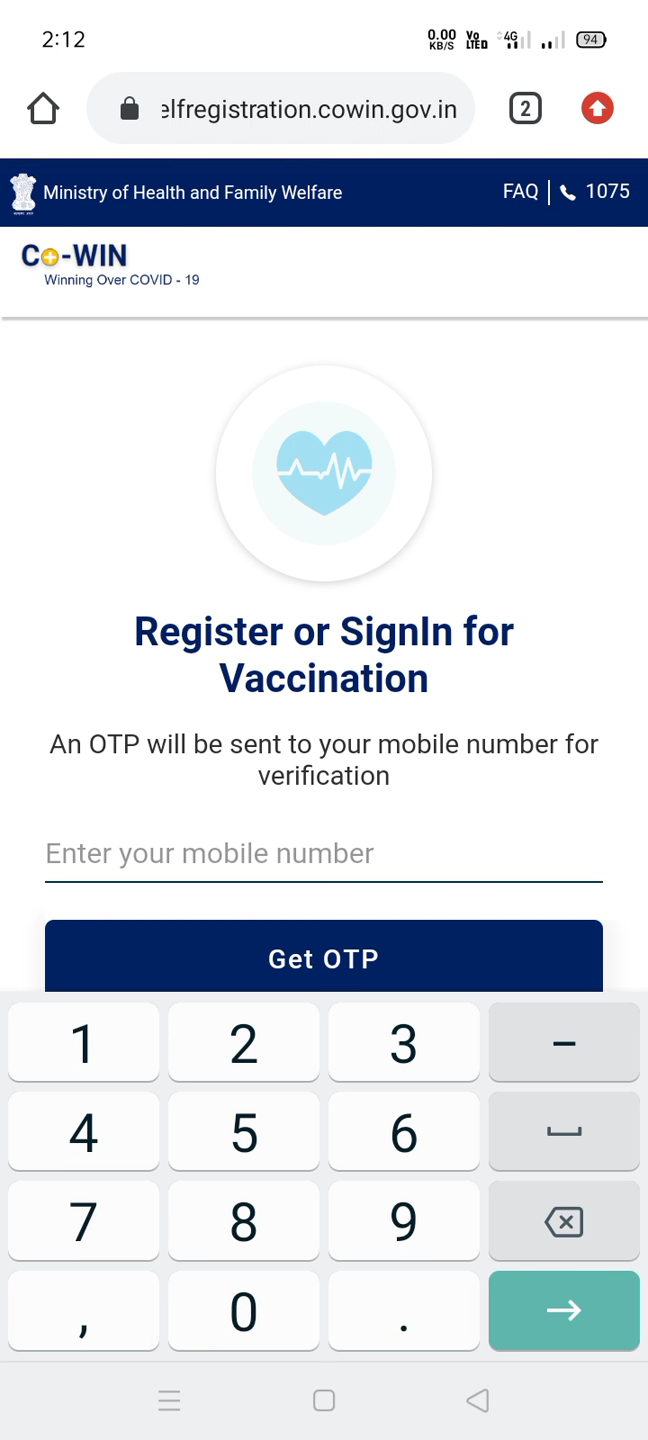 2:12
0.00 KB/S
Vo LTED
4G
94
elfregistration.cowin.gov.in
2
Ministry of Health and Family Welfare
FAQ
1075
Co-WIN
Winning Over COVID - 19
Register or SignIn for
Vaccination
An OTP will be sent to your mobile number for
verification
Enter your mobile number
Get OTP
1 2 3 –
4 5 6
7 8 9
, 0 .